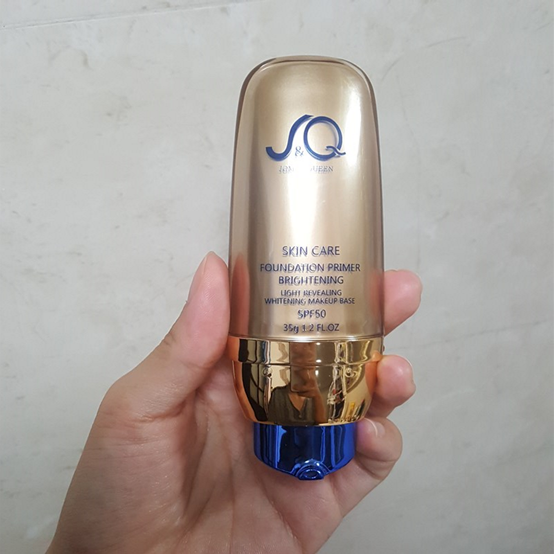 S&Q
SKIN CARE
FOUNDATION PRIMER
BRIGHTENING
LIGHT REVEALING
WHITENING MAKEUP BASE
SPF50
35g 1.2 FL.OZ